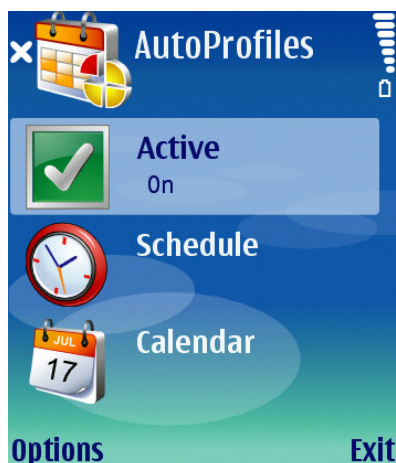 AutoProfiles
Active
On
Schedule
JUL
17
Calendar
Options Exit